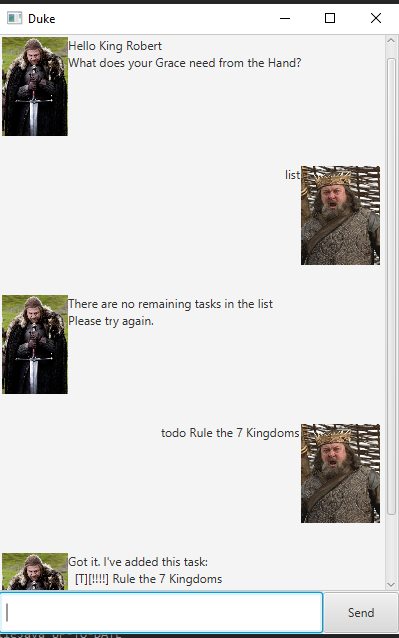 Duke
Hello King Robert
What does your Grace need from the Hand?
list
There are no remaining tasks in the list
Please try again.
todo Rule the 7 Kingdoms
Got it. I've added this task:
[T][!!!!] Rule the 7 Kingdoms
Send